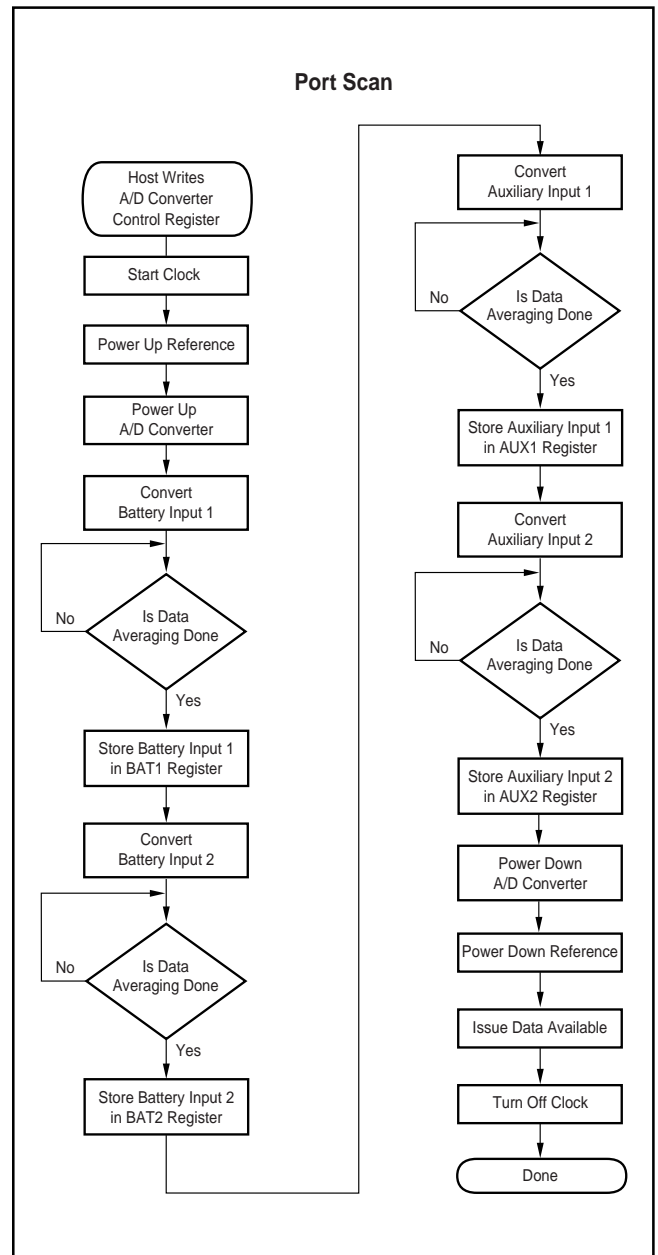 Port Scan
Host Writes
A/D Converter
Control Register
Start Clock
Power Up Reference
Power Up
A/D Converter
Convert
Battery Input 1
Is Data
Averaging Done
No
Yes
Store Battery Input 1
in BAT1 Register
Convert
Battery Input 2
Is Data
Averaging Done
No
Yes
Store Battery Input 2
in BAT2 Register
Convert
Auxiliary Input 1
Is Data
Averaging Done
No
Yes
Store Auxiliary Input 1
in AUX1 Register
Convert
Auxiliary Input 2
Is Data
Averaging Done
No
Yes
Store Auxiliary Input 2
in AUX2 Register
Power Down
A/D Converter
Power Down Reference
Issue Data Available
Turn Off Clock
Done